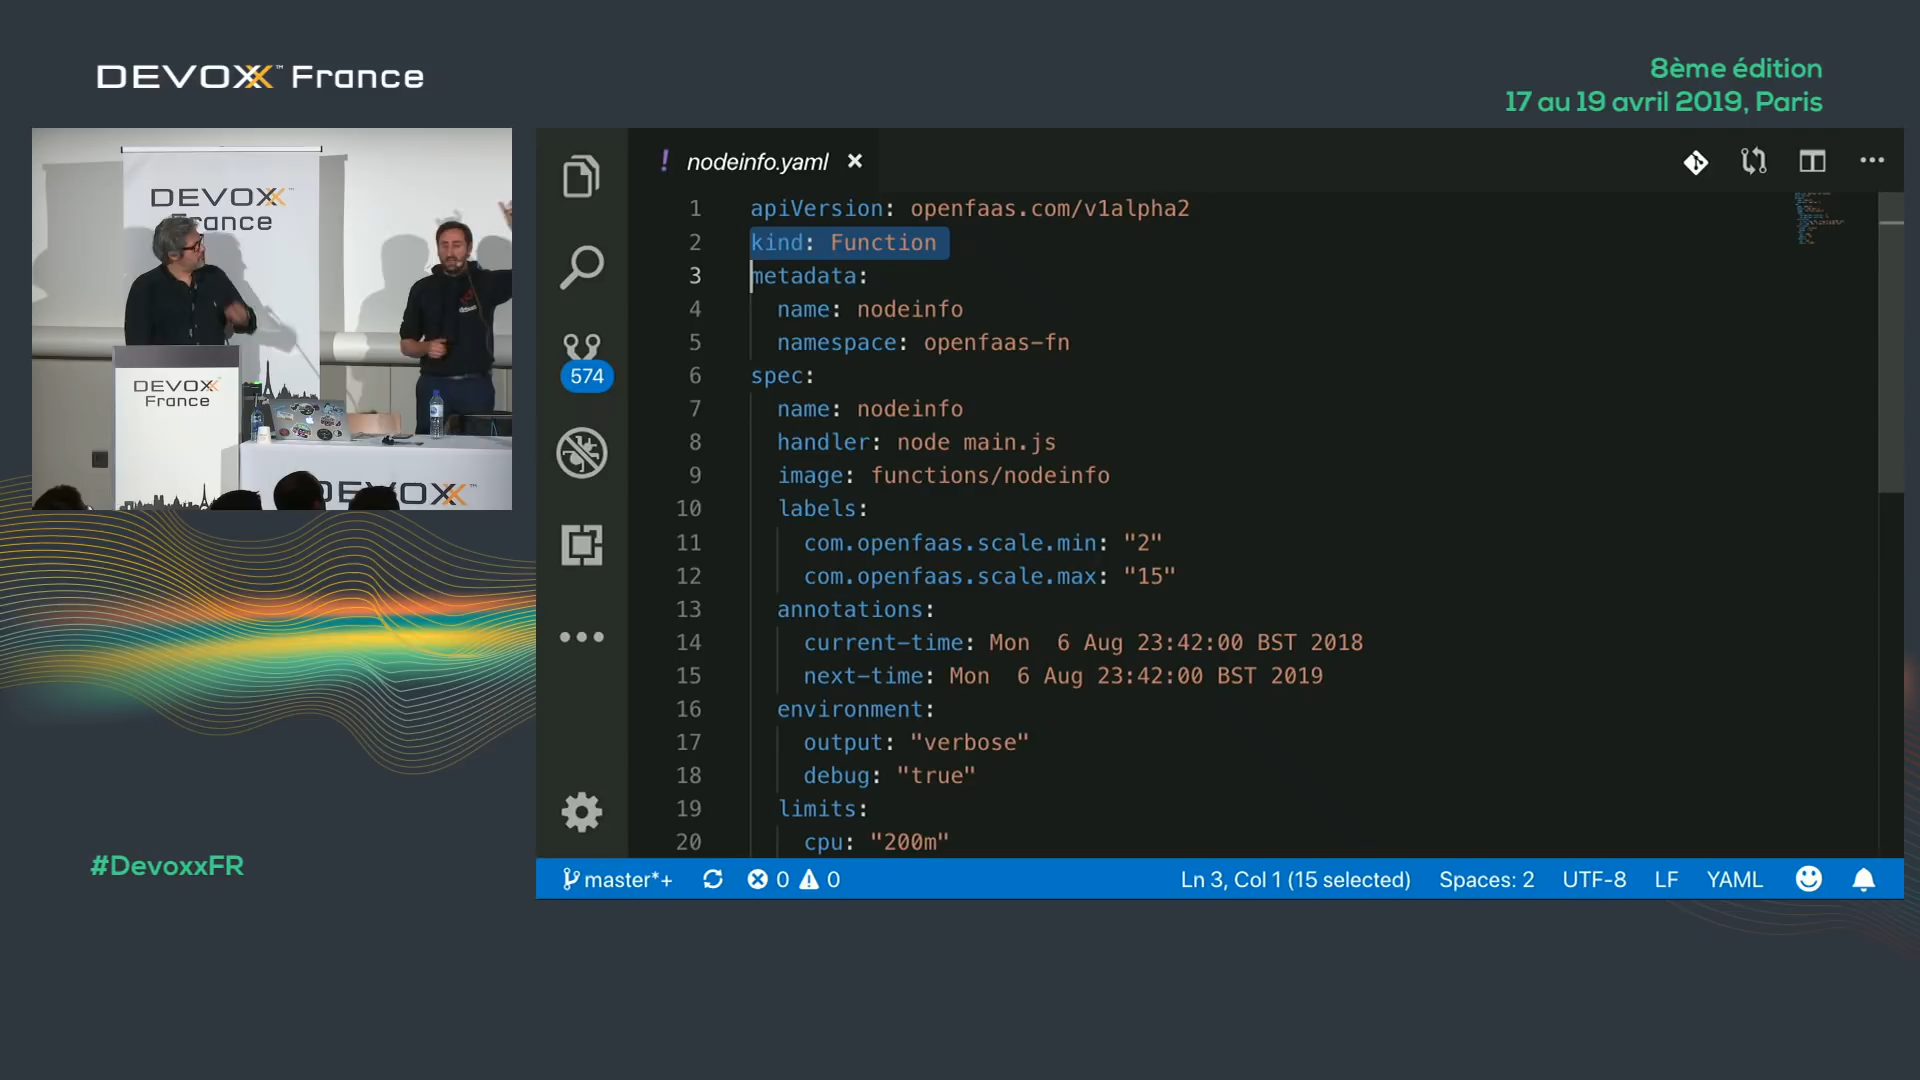 DEVOXX™ France
8ème édition
17 au 19 avril 2019, Paris
DEVOXX™
France
DEVOXX
France
DEVOXX™
#DevoxxFR
! nodeinfo.yaml ×
574
1 apiVersion: openfaas.com/v1alpha2
2 kind: Function
3 metadata:
4 name: nodeinfo
5 namespace: openfaas-fn
6 spec:
7 name: nodeinfo
8 handler: node main.js
9 image: functions/nodeinfo
10 labels:
11 com.openfaas.scale.min: "2"
12 com.openfaas.scale.max: "15"
13 annotations:
14 current-time: Mon  6 Aug 23:42:00 BST 2018
15 next-time: Mon  6 Aug 23:42:00 BST 2019
16 environment:
17 output: "verbose"
18 debug: "true"
19 limits:
20 cpu: "200m"
master*+ 0 0 Ln 3, Col 1 (15 selected) Spaces: 2 UTF-8 LF YAML